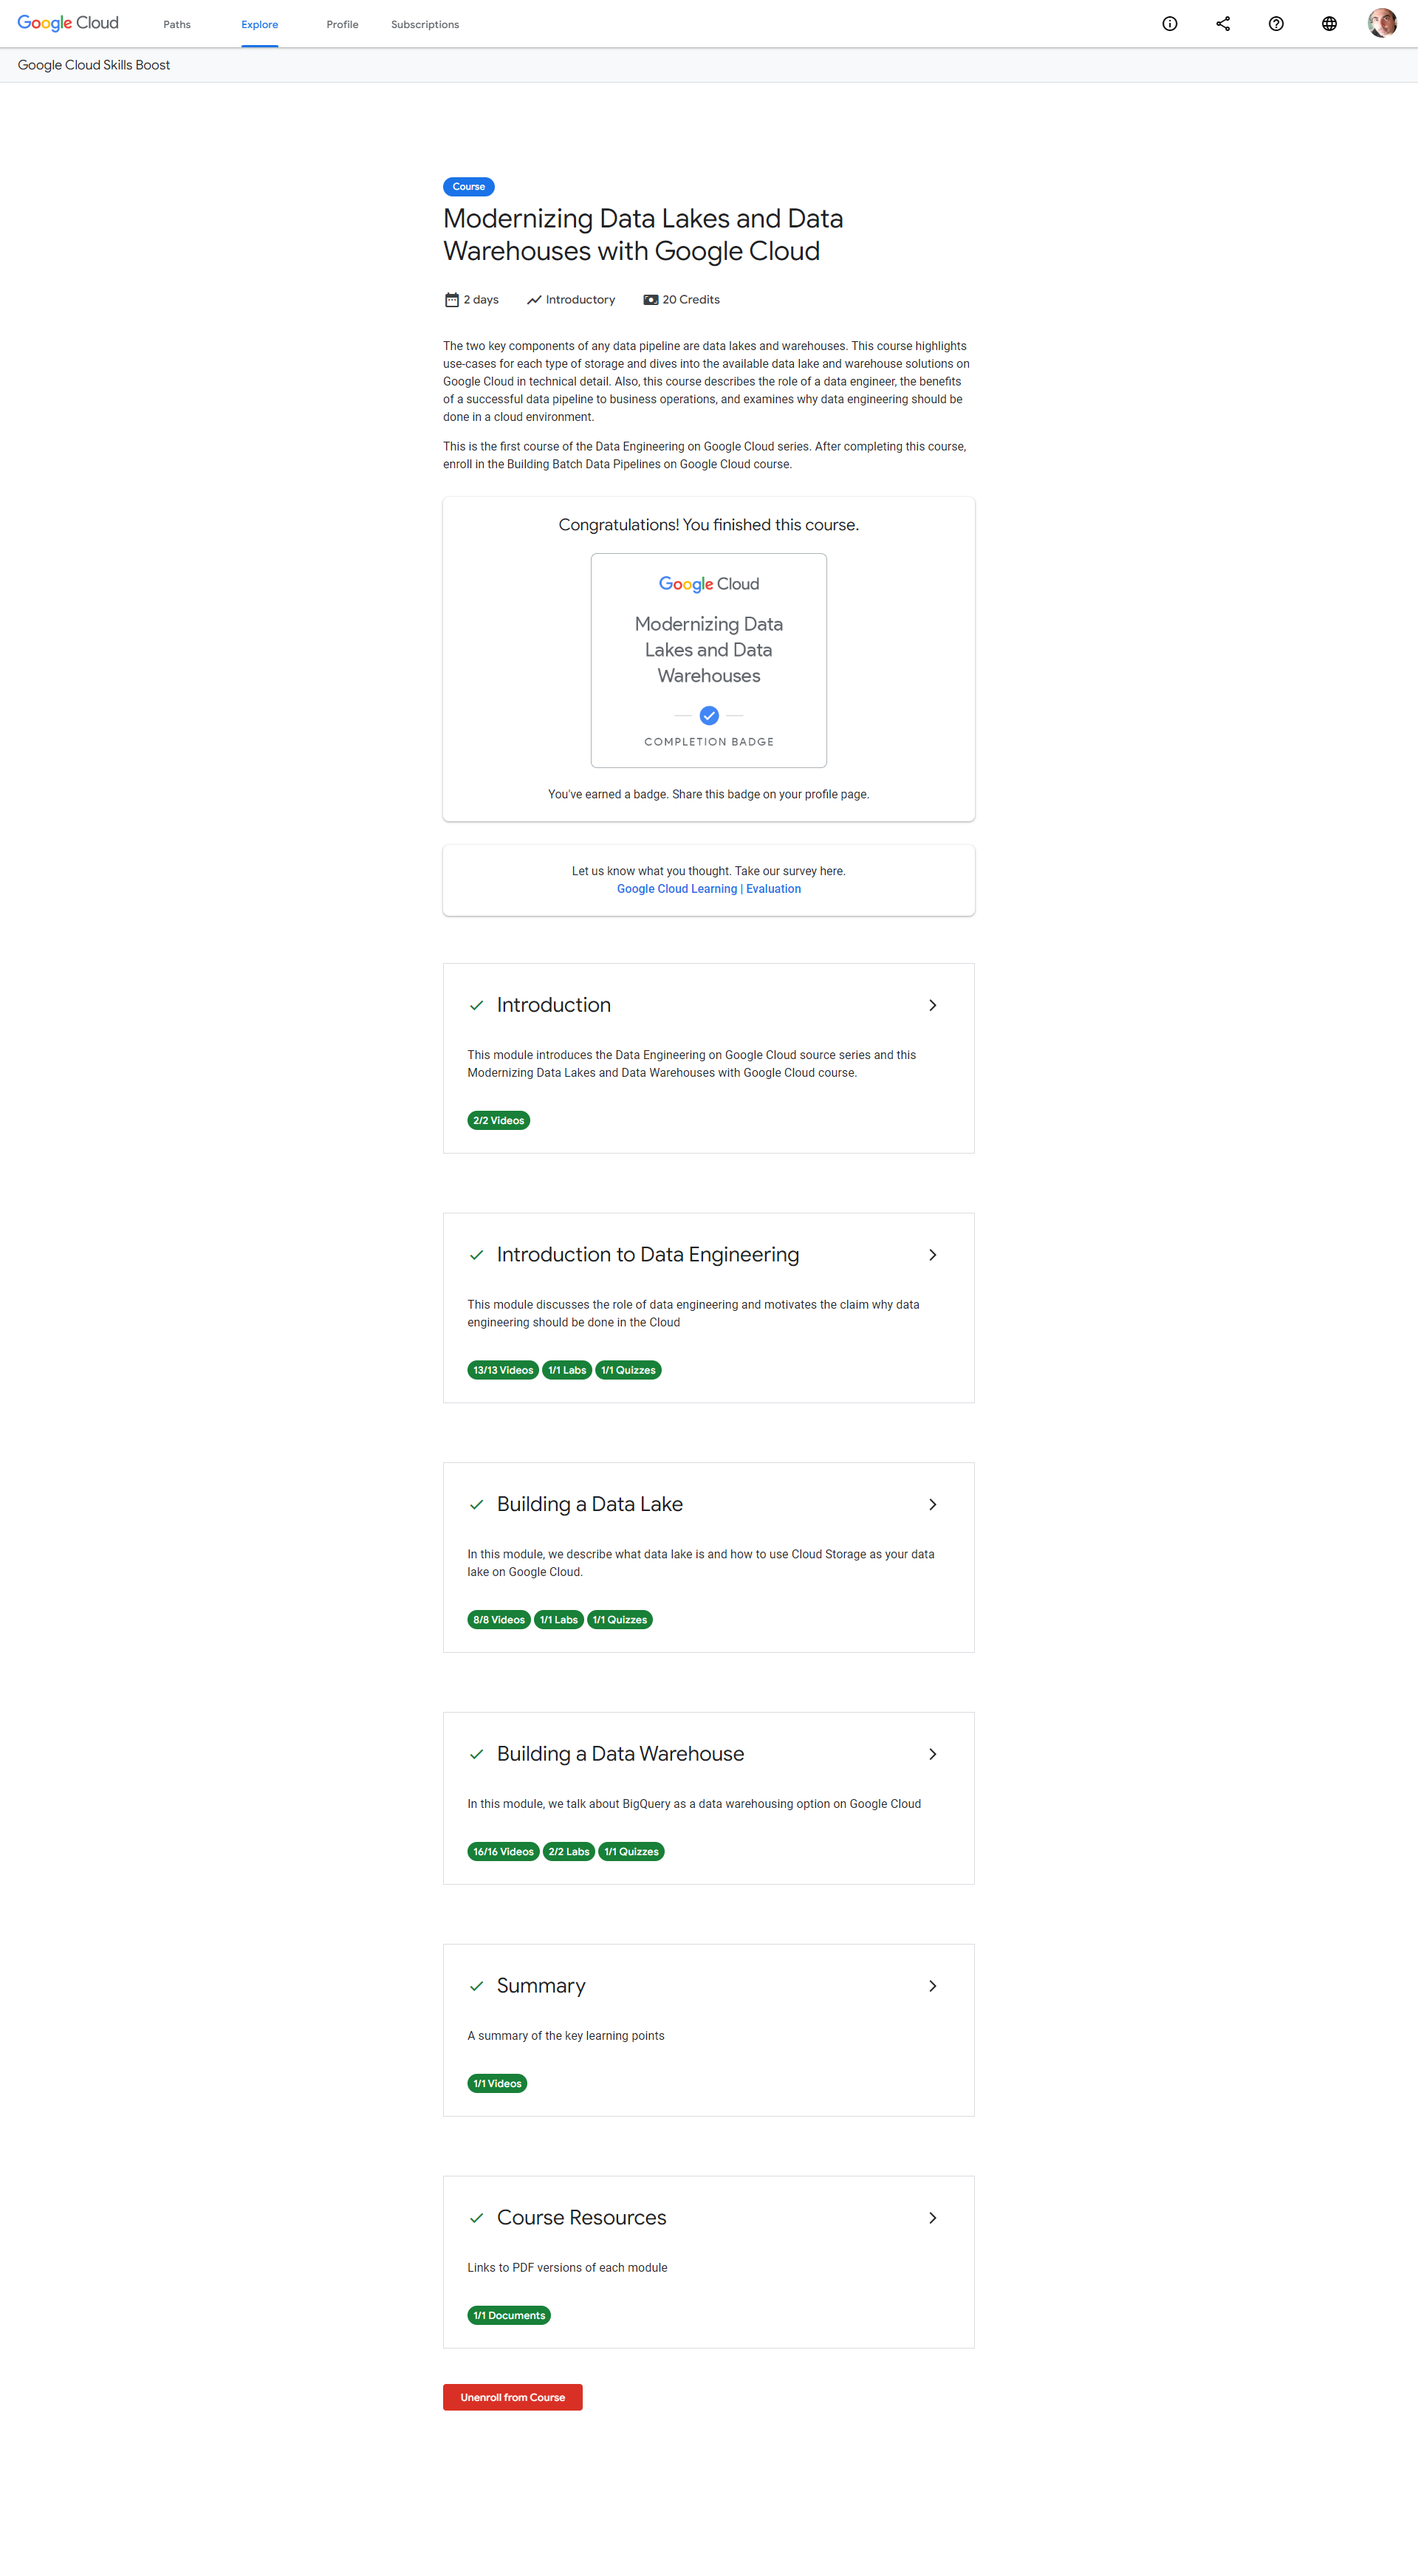 Google Cloud
Paths
Explore
Profile
Subscriptions
Google Cloud Skills Boost
Course
Modernizing Data Lakes and Data
Warehouses with Google Cloud
2 days
Introductory
20 Credits
The two key components of any data pipeline are data lakes and warehouses. This course highlights
use-cases for each type of storage and dives into the available data lake and warehouse solutions on
Google Cloud in technical detail. Also, this course describes the role of a data engineer, the benefits
of a successful data pipeline to business operations, and examines why data engineering should be
done in a cloud environment.
This is the first course of the Data Engineering on Google Cloud series. After completing this course,
enroll in the Building Batch Data Pipelines on Google Cloud course.
Congratulations! You finished this course.
Google Cloud
Modernizing Data
Lakes and Data
Warehouses
COMPLETION BADGE
You've earned a badge. Share this badge on your profile page.
Let us know what you thought. Take our survey here.
Google Cloud Learning | Evaluation
Introduction
This module introduces the Data Engineering on Google Cloud source series and this
Modernizing Data Lakes and Data Warehouses with Google Cloud course.
2/2 Videos
Introduction to Data Engineering
This module discusses the role of data engineering and motivates the claim why data
engineering should be done in the Cloud
13/13 Videos 1/1 Labs 1/1 Quizzes
Building a Data Lake
In this module, we describe what data lake is and how to use Cloud Storage as your data
lake on Google Cloud.
8/8 Videos 1/1 Labs 1/1 Quizzes
Building a Data Warehouse
In this module, we talk about BigQuery as a data warehousing option on Google Cloud
16/16 Videos 2/2 Labs 1/1 Quizzes
Summary
A summary of the key learning points
1/1 Videos
Course Resources
Links to PDF versions of each module
1/1 Documents
Unenroll from Course